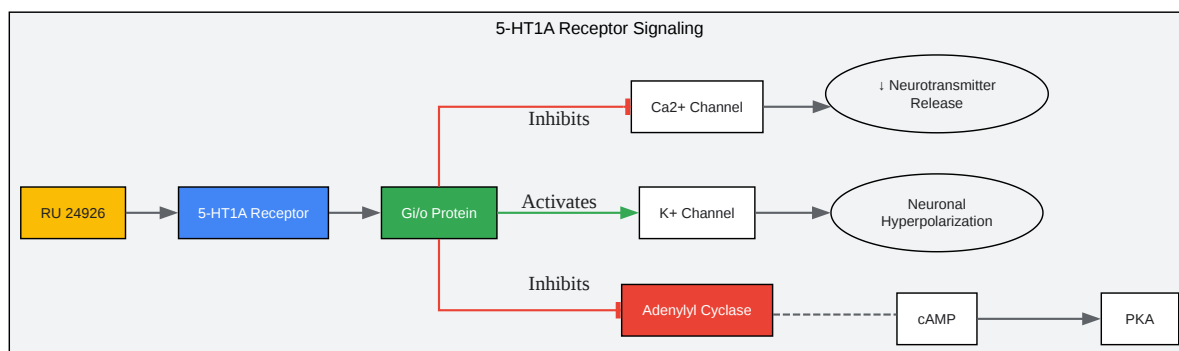 5-HT1A Receptor Signaling
↓ Neurotransmitter
Release
Ca2+ Channel
Inhibits
RU 24926
5-HT1A Receptor
Gi/o Protein
Activates
K+ Channel
Neuronal
Hyperpolarization
Inhibits
Adenylyl Cyclase
cAMP
PKA